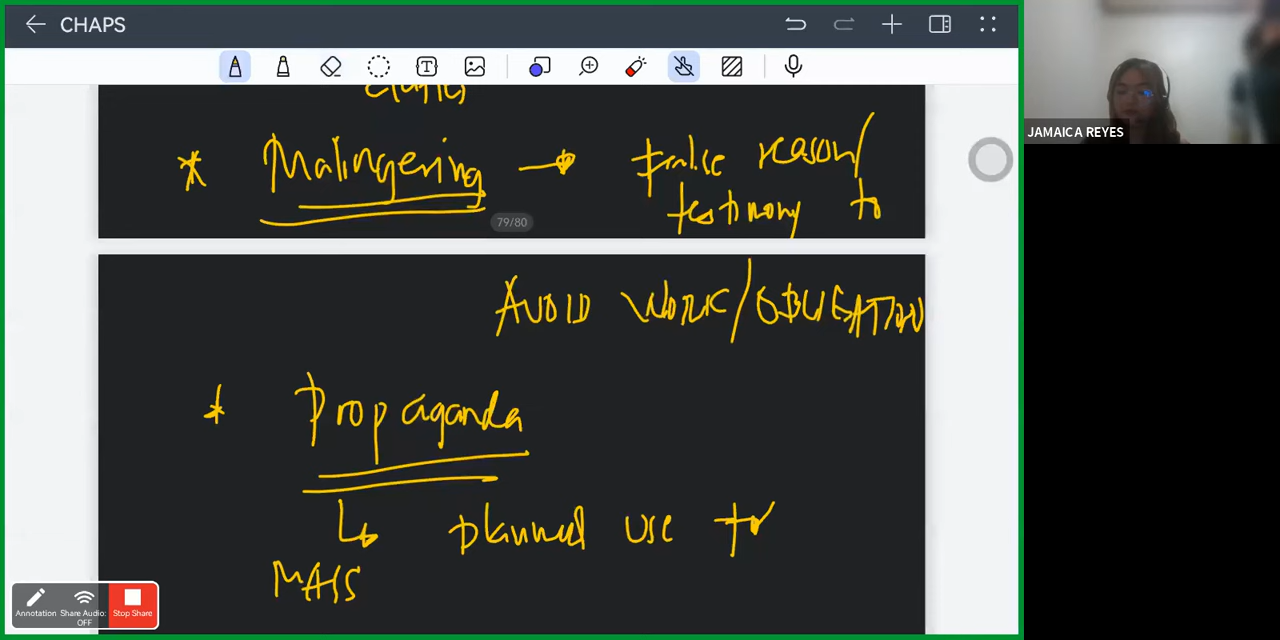 CHAPS
* Malingering → False reason/
testimony to
79/80
AVOID WORK/OBLIGATION
* Propaganda
↳ planned use to
MASS
JAMAICA REYES
Annotation
Share Audio:
OFF
Stop Share